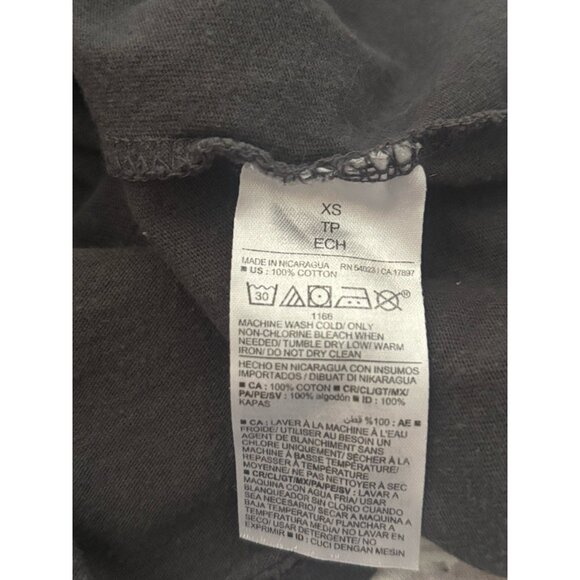 XS
TP
ECH
MADE IN NICARAGUA RN 54023 / CA 17897
■ US : 100% COTTON
30
1166
MACHINE WASH COLD/ ONLY
NON-CHLORINE BLEACH WHEN
NEEDED/ TUMBLE DRY LOW/ WARM
IRON/ DO NOT DRY CLEAN
HECHO EN NICARAGUA CON INSUMOS
IMPORTADOS / DIBUAT DI NIKARAGUA
■ CA : 100% COTON ■ CR/CL/GT/MX/
PA/PE/SV : 100% algodón ■ ID : 100%
KAPAS
■ AE : 100% قطن
■ CA : LAVER À LA MACHINE À L'EAU
FROIDE/ UTILISER AU BESOIN UN
AGENT DE BLANCHIMENT SANS
CHLORE UNIQUEMENT/ SÉCHER À LA
MACHINE BASSE TEMPÉRATURE/
REPASSER À TEMPÉRATURE
MOYENNE/ NE PAS NETTOYER À SEC
■ CR/CL/GT/MX/PA/PE/SV : LAVAR A
MAQUINA CON AGUA FRIA/ USAR
BLANQUEADOR SIN CLORO CUANDO
SEA NECESARIO/ SECAR A MAQUINA A
BAJA TEMPERATURA/ PLANCHAR A
TEMPERATURA MEDIA/ NO LAVAR EN
SECO/ USAR DETERGENTE/ NO
EXPRIMIR ■ ID : CUCI DENGAN MESIN